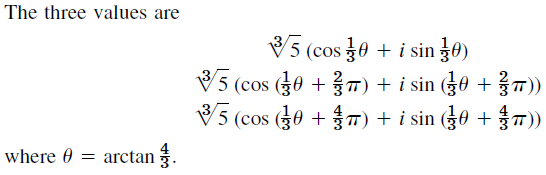 The three values are
∛5 (cos ⅓θ + i sin ⅓θ)
∛5 (cos (⅓θ + ⅔π) + i sin (⅓θ + ⅔π))
∛5 (cos (⅓θ + 4/3π) + i sin (⅓θ + 4/3π))
where θ = arctan 4/3.